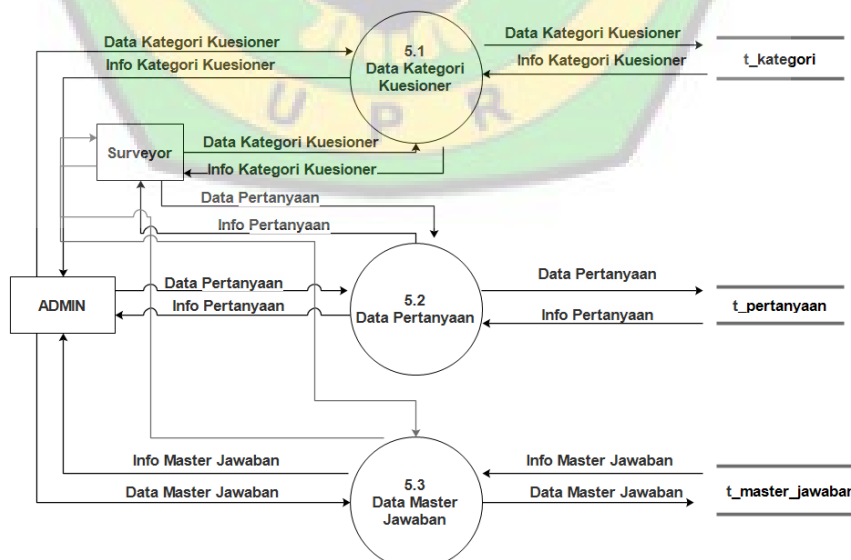 Data Kategori Kuesioner
Info Kategori Kuesioner
5.1
Data Kategori
Kuesioner
Data Kategori Kuesioner
Info Kategori Kuesioner
t_kategori
U P R
Surveyor
Data Kategori Kuesioner
Info Kategori Kuesioner
Data Pertanyaan
Info Pertanyaan
ADMIN
Data Pertanyaan
Info Pertanyaan
5.2
Data Pertanyaan
Data Pertanyaan
Info Pertanyaan
t_pertanyaan
Info Master Jawaban
Data Master Jawaban
5.3
Data Master
Jawaban
Info Master Jawaban
Data Master Jawaban
t_master_jawaban